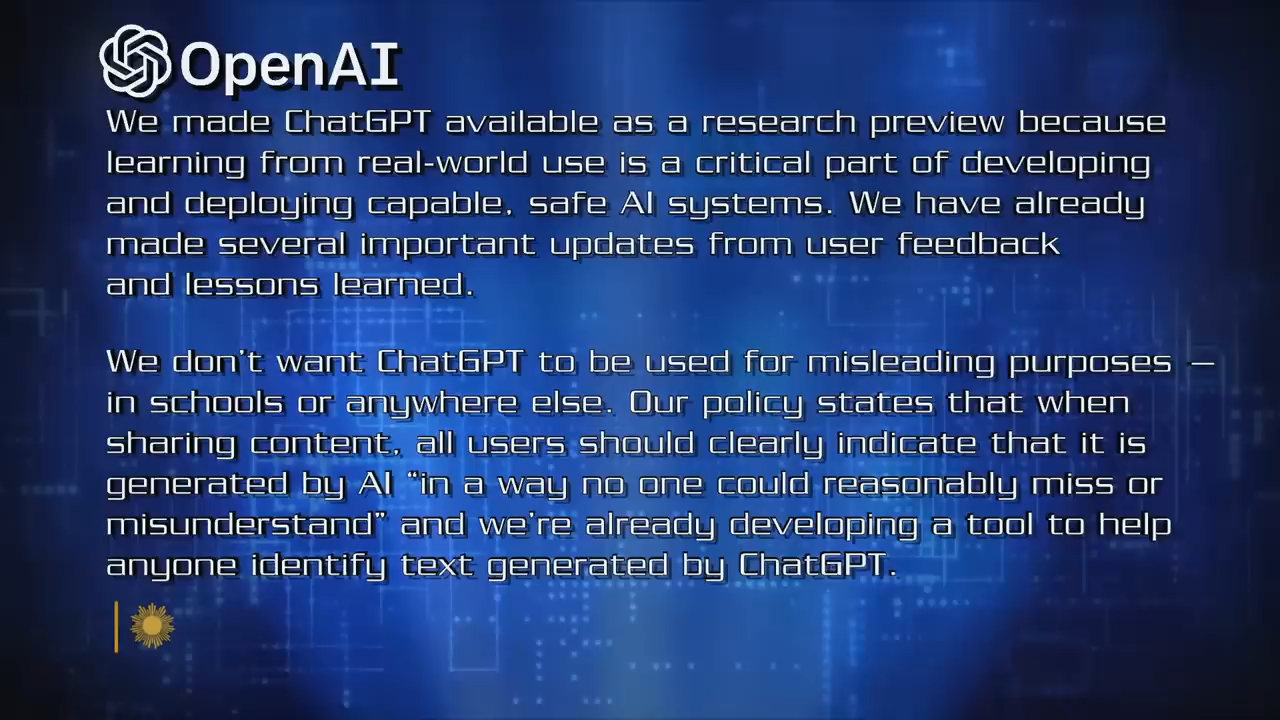 OpenAI
We made ChatGPT available as a research preview because
learning from real-world use is a critical part of developing
and deploying capable, safe AI systems. We have already
made several important updates from user feedback
and lessons learned.
We don't want ChatGPT to be used for misleading purposes —
in schools or anywhere else. Our policy states that when
sharing content, all users should clearly indicate that it is
generated by AI “in a way no one could reasonably miss or
misunderstand” and we're already developing a tool to help
anyone identify text generated by ChatGPT.